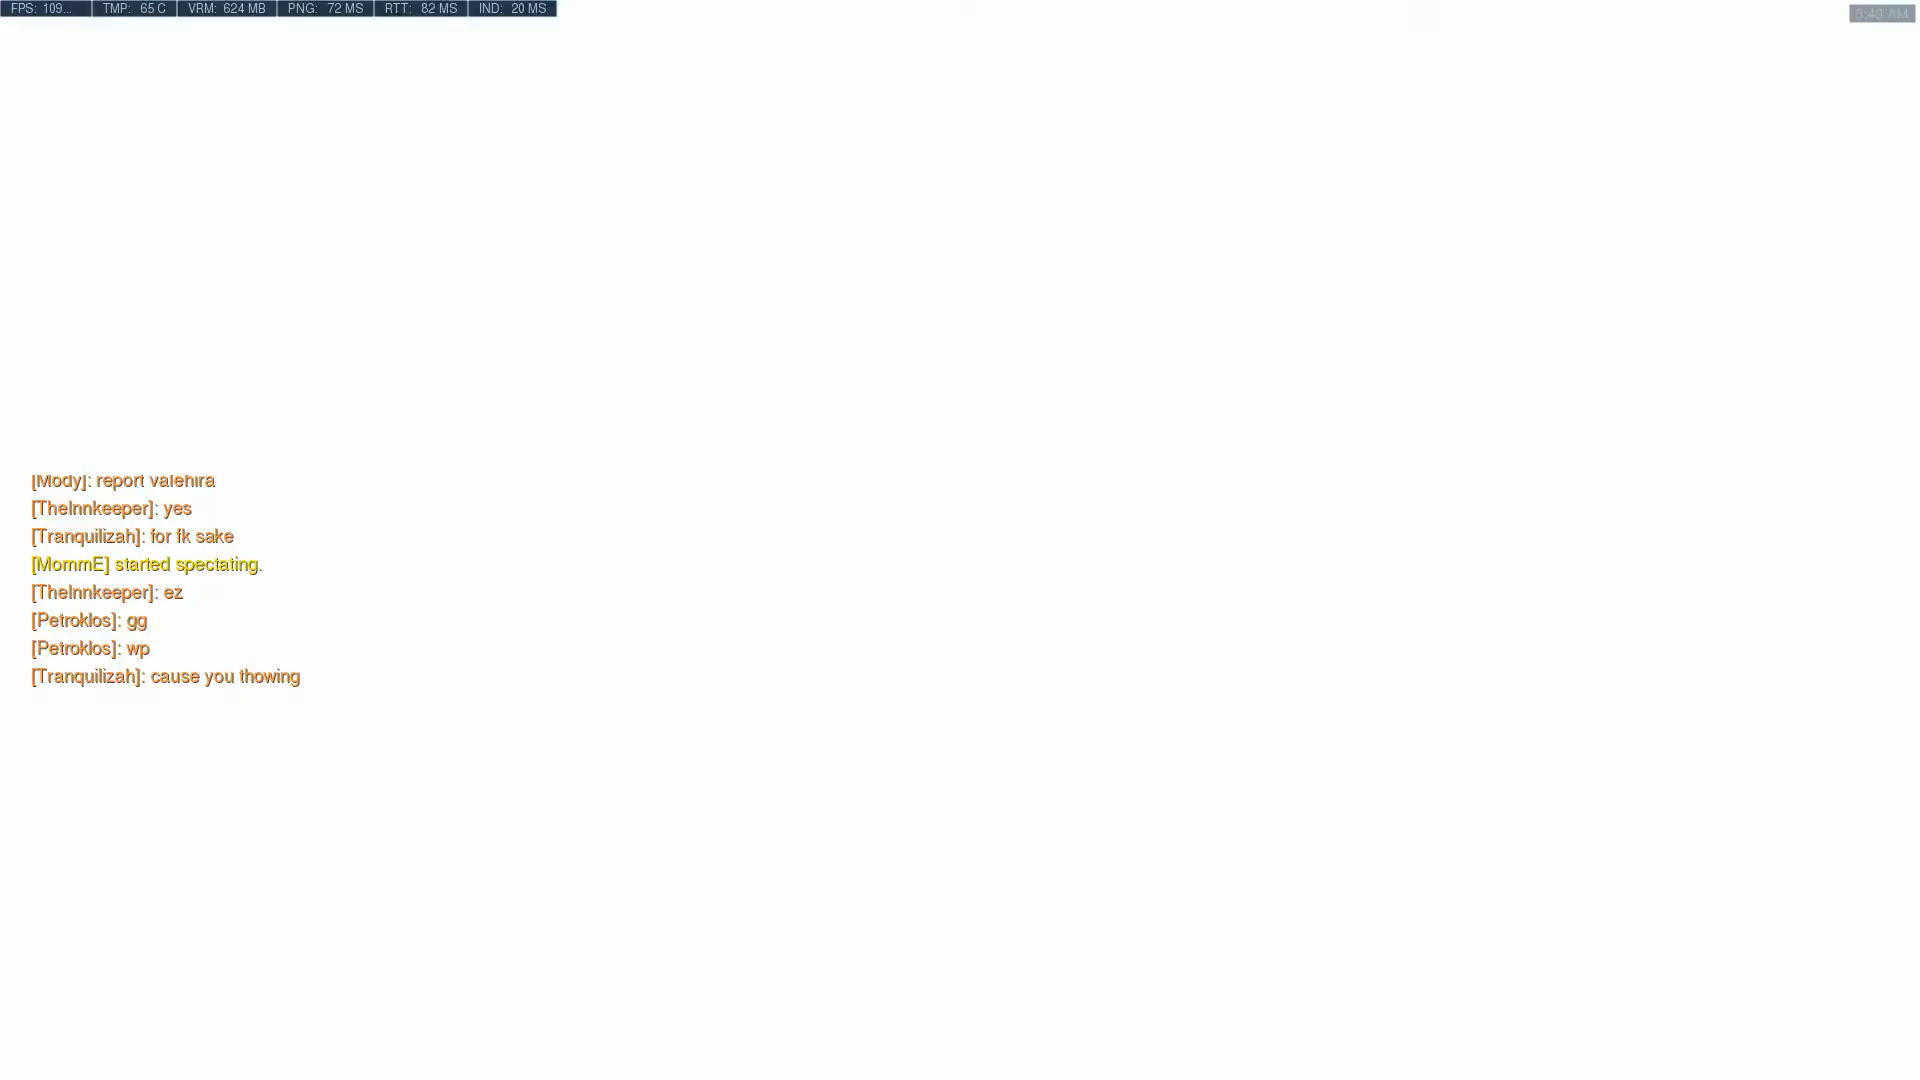 FPS: 109... TMP: 65 C VRM: 624 MB PNG: 72 MS RTT: 82 MS IND: 20 MS
[Mody]: report valehira
[TheInnkeeper]: yes
[Tranquilizah]: for fk sake
[MommE] started spectating.
[TheInnkeeper]: ez
[Petroklos]: gg
[Petroklos]: wp
[Tranquilizah]: cause you thowing